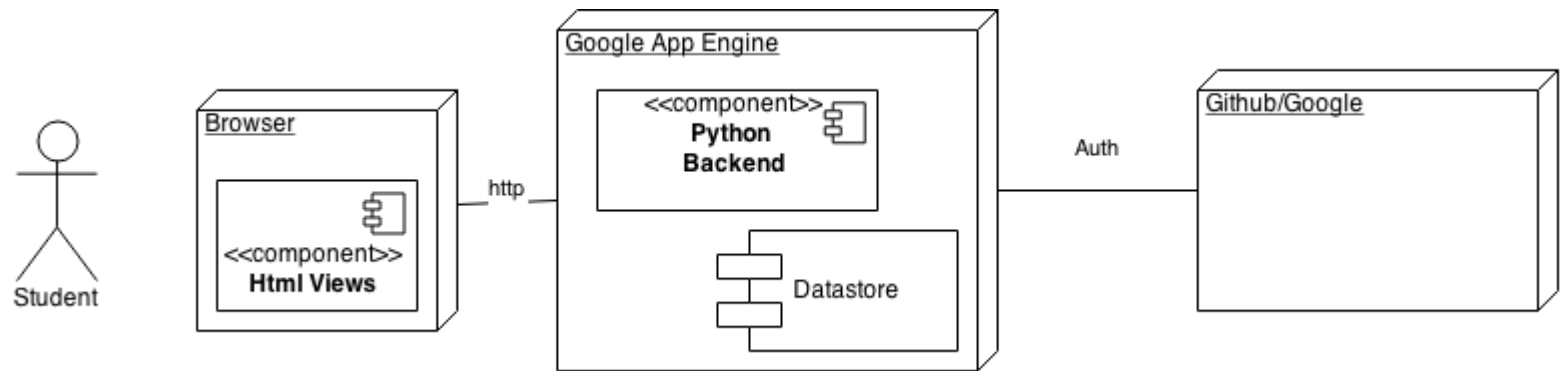 Student
Browser
<<component>>
Html Views
http
Google App Engine
<<component>>
Python
Backend
Datastore
Auth
Github/Google